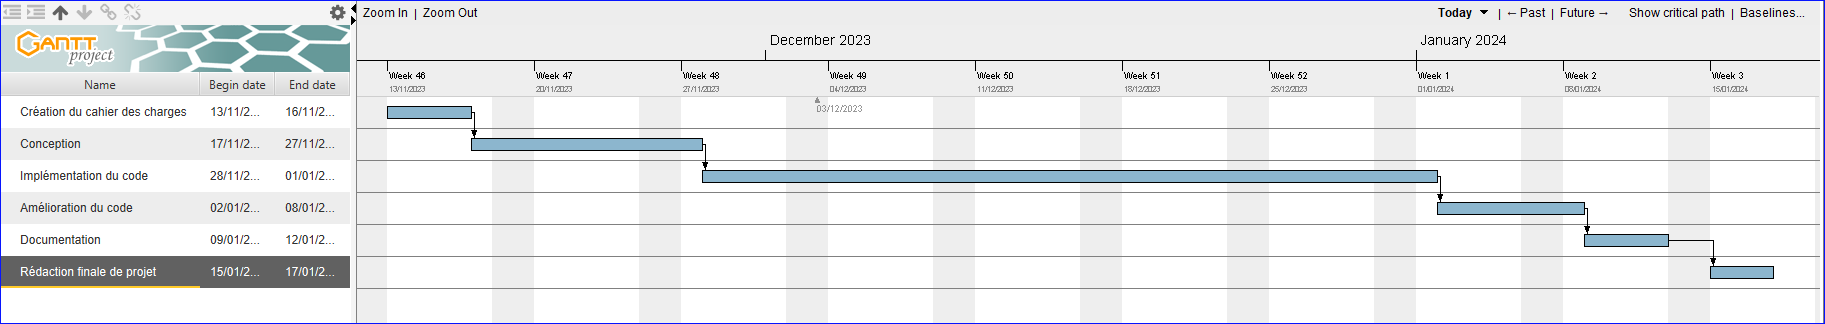 Zoom In | Zoom Out
Today | ← Past | Future → Show critical path | Baselines...
GANTT project
December 2023 January 2024
Name Begin date End date
Week 46 Week 47 Week 48 Week 49 Week 50 Week 51 Week 52 Week 1 Week 2 Week 3
13/11/2023 20/11/2023 27/11/2023 04/12/2023 11/12/2023 18/12/2023 25/12/2023 01/01/2024 08/01/2024 15/01/2024
03/12/2023
Création du cahier des charges 13/11/2... 16/11/2...
Conception 17/11/2... 27/11/2...
Implémentation du code 28/11/2... 01/01/2...
Amélioration du code 02/01/2... 08/01/2...
Documentation 09/01/2... 12/01/2...
Rédaction finale de projet 15/01/2... 17/01/2...